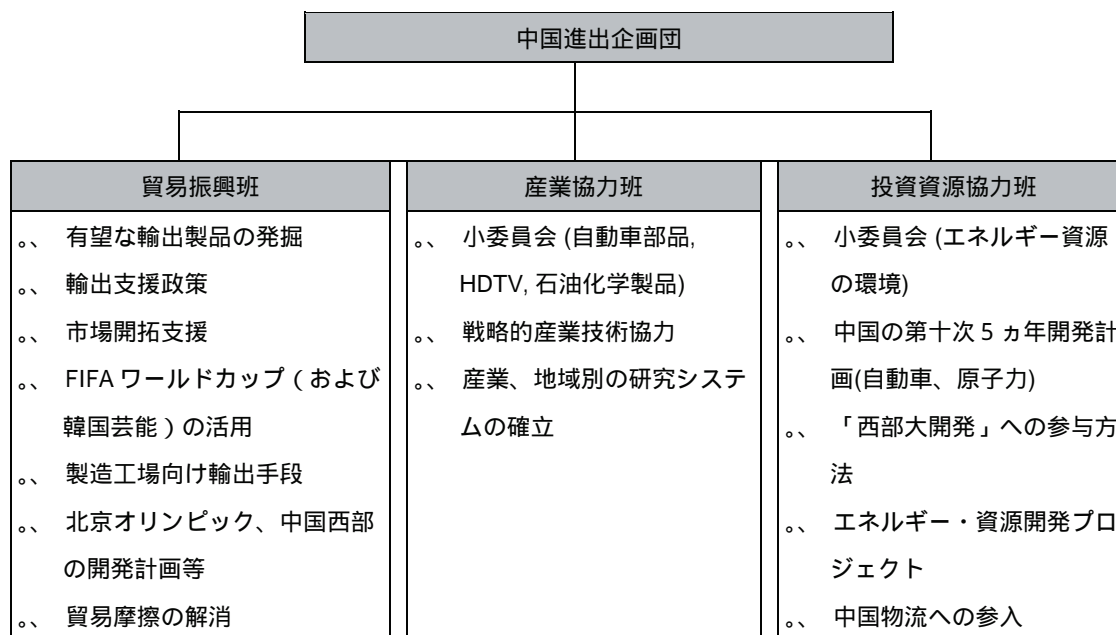 中国進出企画団
貿易振興班
。、 有望な輸出製品の発掘
。、 輸出支援政策
。、 市場開拓支援
。、 FIFA ワールドカップ（および
韓国芸能）の活用
。、 製造工場向け輸出手段
。、 北京オリンピック、中国西部
の開発計画等
。、 貿易摩擦の解消
産業協力班
。、 小委員会 (自動車部品,
HDTV, 石油化学製品)
。、 戦略的産業技術協力
。、 産業、地域別の研究システ
ムの確立
投資資源協力班
。、 小委員会 (エネルギー資源
の環境)
。、 中国の第十次５ヵ年開発計
画(自動車、原子力)
。、 「西部大開発」への参与方
法
。、 エネルギー・資源開発プロ
ジェクト
。、 中国物流への参入